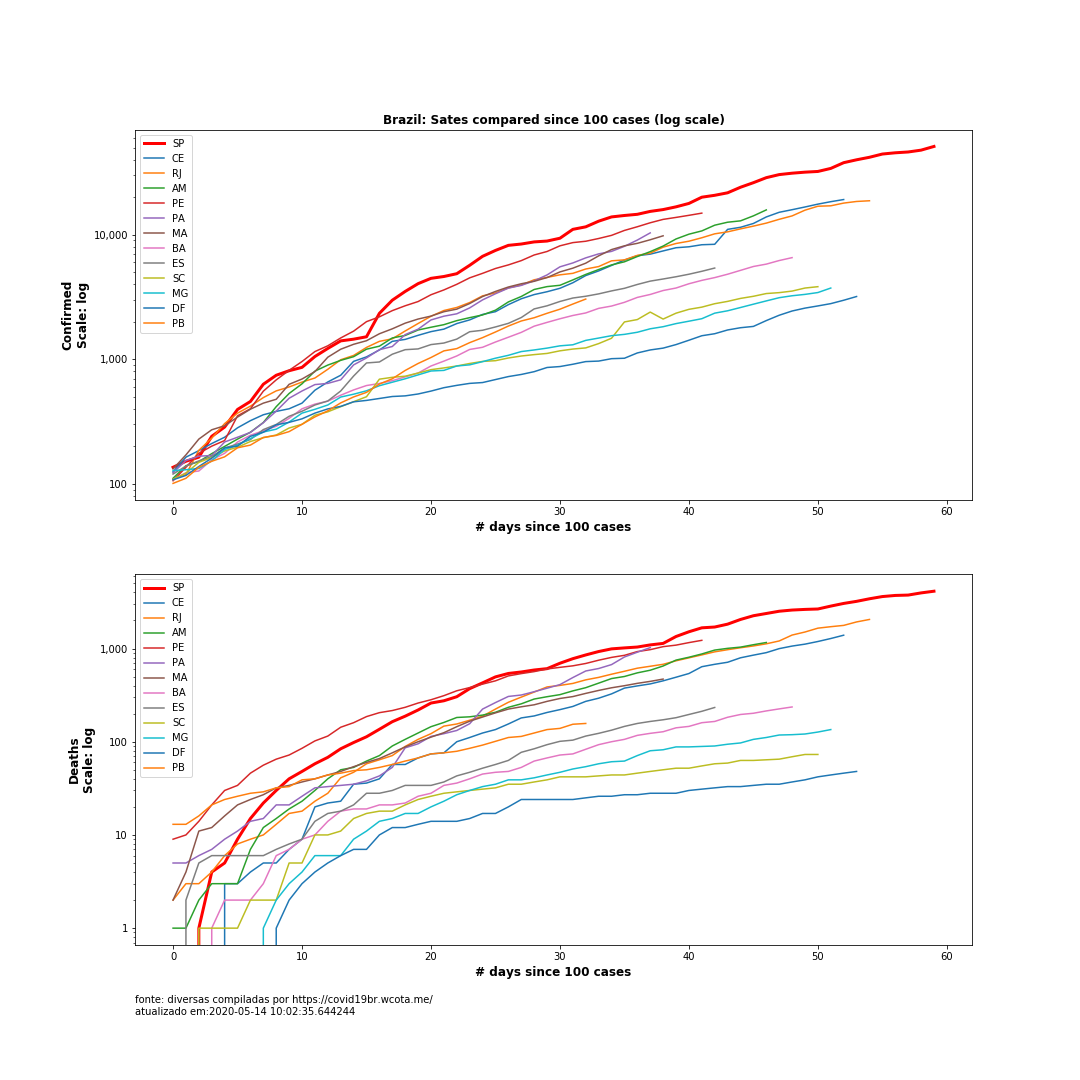 Brazil: Sates compared since 100 cases (log scale)
SP
CE
RJ
AM
PE
PA
MA
BA
ES
SC
MG
DF
PB
10,000
1,000
100
Confirmed
Scale: log
0 10 20 30 40 50 60
# days since 100 cases
SP
CE
RJ
AM
PE
PA
MA
BA
ES
SC
MG
DF
PB
1,000
100
10
1
Deaths
Scale: log
0 10 20 30 40 50 60
# days since 100 cases
fonte: diversas compiladas por https://covid19br.wcota.me/
atualizado em:2020-05-14 10:02:35.644244